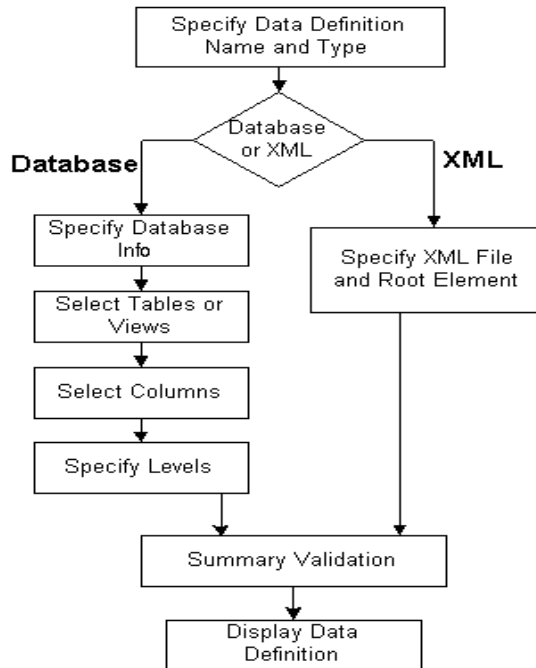 Specify Data Definition
Name and Type
Database
or XML
Database
XML
Specify Database
Info
Specify XML File
and Root Element
Select Tables or
Views
Select Columns
Specify Levels
Summary Validation
Display Data
Definition